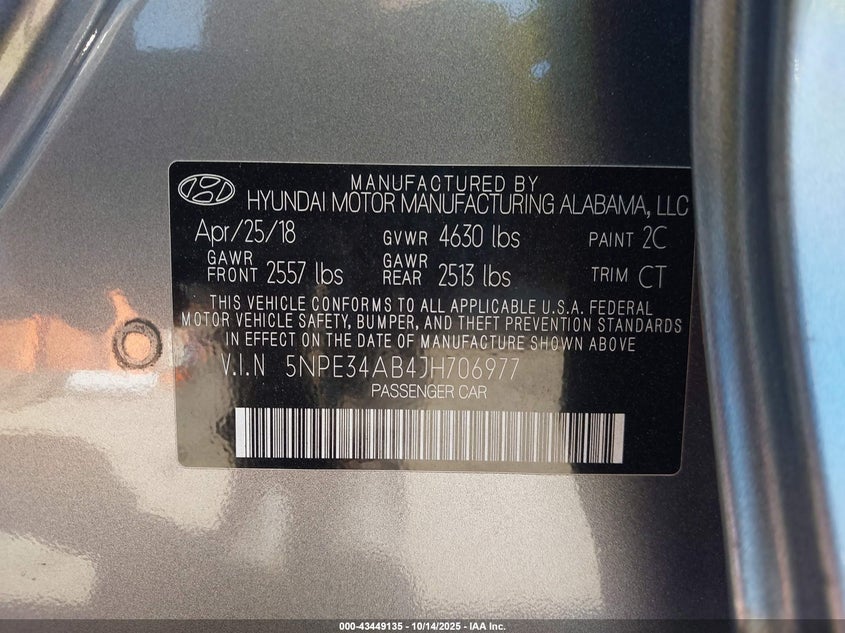 MANUFACTURED BY
HYUNDAI MOTOR MANUFACTURING ALABAMA, LLC
Apr/25/18 GVWR 4630 lbs PAINT 2C
GAWR FRONT 2557 lbs GAWR REAR 2513 lbs TRIM CT
THIS VEHICLE CONFORMS TO ALL APPLICABLE U.S.A. FEDERAL
MOTOR VEHICLE SAFETY, BUMPER, AND THEFT PREVENTION STANDARDS
IN EFFECT ON THE DATE OF MANUFACTURE SHOWN ABOVE
V.I.N 5NPE34AB4JH706977
PASSENGER CAR
000-43449135 - 10/14/2025 - IAA Inc.